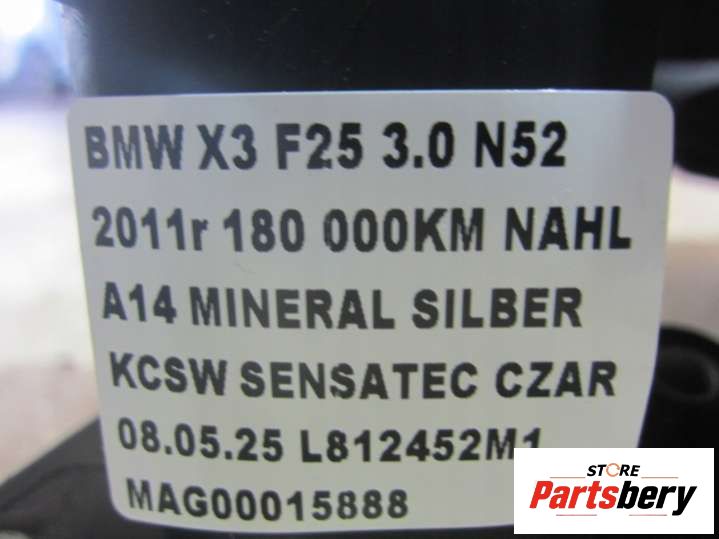 BMW X3 F25 3.0 N52
2011r 180 000KM NAHL
A14 MINERAL SILBER
KCSW SENSATEC CZAR
08.05.25 L812452M1
MAG00015888
STORE
Partsbery